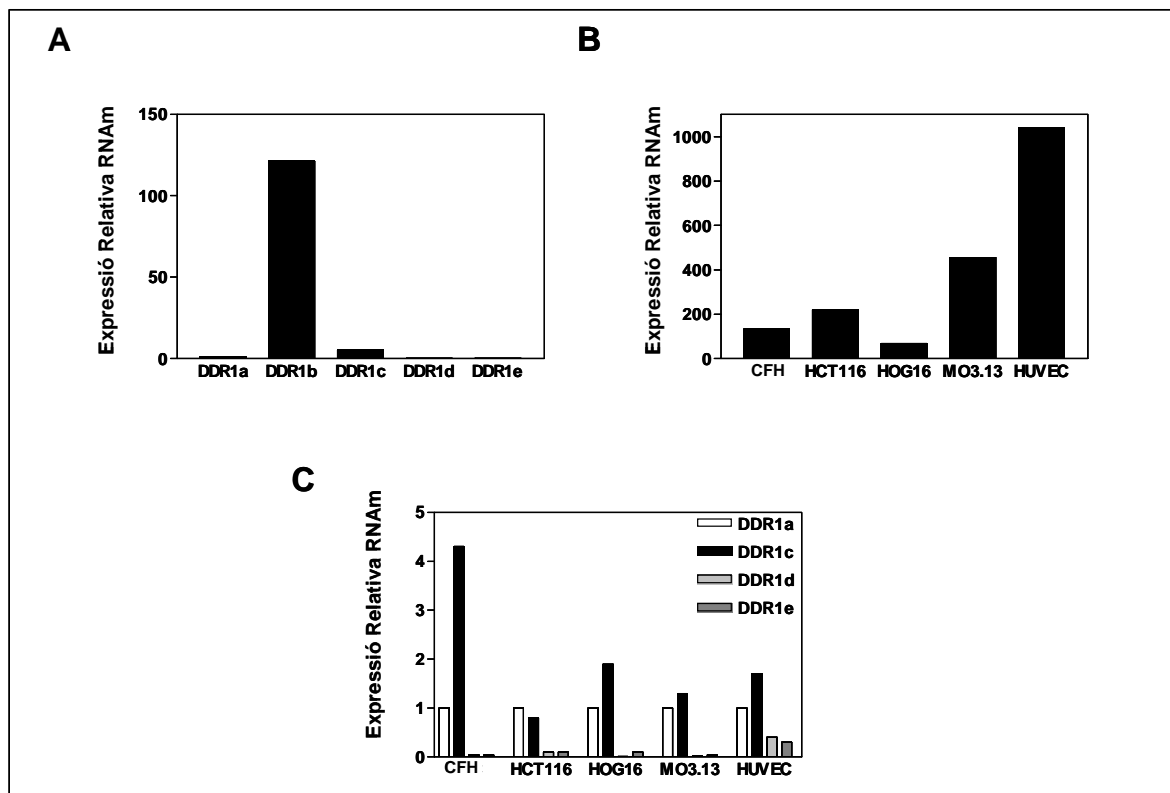 A
Expressió Relativa RNAm
150
100
50
0
DDR1a DDR1b DDR1c DDR1d DDR1e
B
Expressió Relativa RNAm
1000
800
600
400
200
0
CFH HCT116 HOG16 MO3.13 HUVEC
C
Expressió Relativa RNAm
5
4
3
2
1
0
DDR1a
DDR1c
DDR1d
DDR1e
CFH HCT116 HOG16 MO3.13 HUVEC